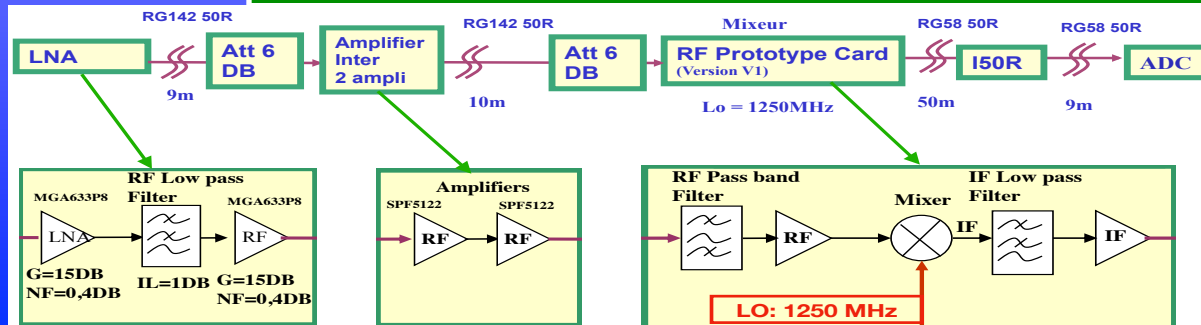 RG142 50R
RG142 50R
Mixeur
RG58 50R
RG58 50R
LNA
Att 6
DB
Amplifier
Inter
2 ampli
Att 6
DB
RF Prototype Card
(Version V1)
I50R
ADC
9m
10m
Lo = 1250MHz
50m
9m
RF Low pass
Filter
MGA633P8
MGA633P8
LNA
RF
G=15DB
NF=0,4DB
IL=1DB
G=15DB
NF=0,4DB
Amplifiers
SPF5122
SPF5122
RF
RF
RF Pass band
Filter
IF Low pass
Filter
Mixer
RF
IF
IF
LO: 1250 MHz